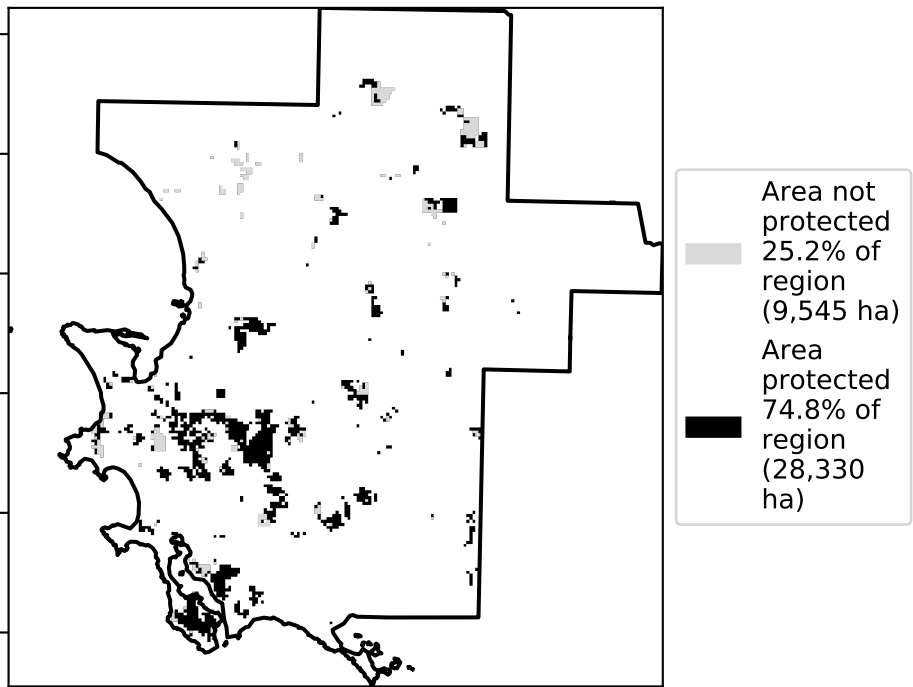 Area not
protected
25.2% of
region
(9,545 ha)
Area
protected
74.8% of
region
(28,330
ha)